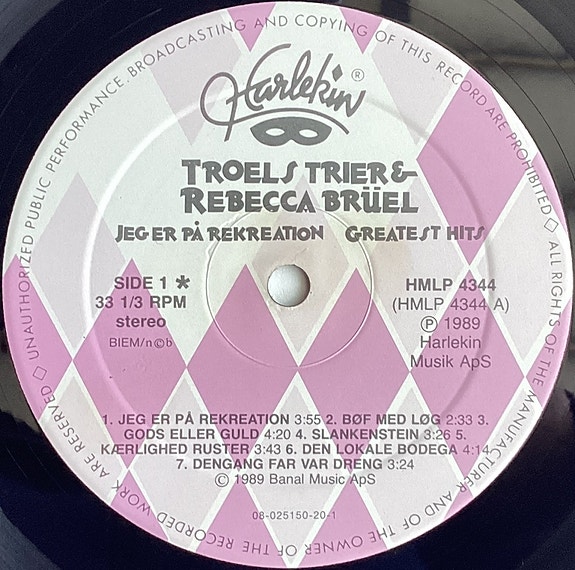 UNAUTHORIZED PUBLIC PERFORMANCE, BROADCASTING AND COPYING OF THIS RECORD ARE PROHIBITED ◇ ALL RIGHTS OF THE MANUFACTURER AND OF THE OWNER OF THE RECORDED WORK ARE RESERVED ◇
Harlekin ®
TROELS TRIER &
REBECCA BRÜEL
JEG ER PÅ REKREATION GREATEST HITS
SIDE 1 *
33 1/3 RPM
stereo
BIEM/n©b
HMLP 4344
(HMLP 4344 A)
Ⓟ 1989
Harlekin
Musik ApS
1. JEG ER PÅ REKREATION 3:55 2. BØF MED LØG 2:33 3.
GODS ELLER GULD 4:20 4. SLANKENSTEIN 3:26 5.
KÆRLIGHED RUSTER 3:43 6. DEN LOKALE BODEGA 4:14
7. DENGANG FAR VAR DRENG 3:24
© 1989 Banal Music ApS
08-025150-20-1